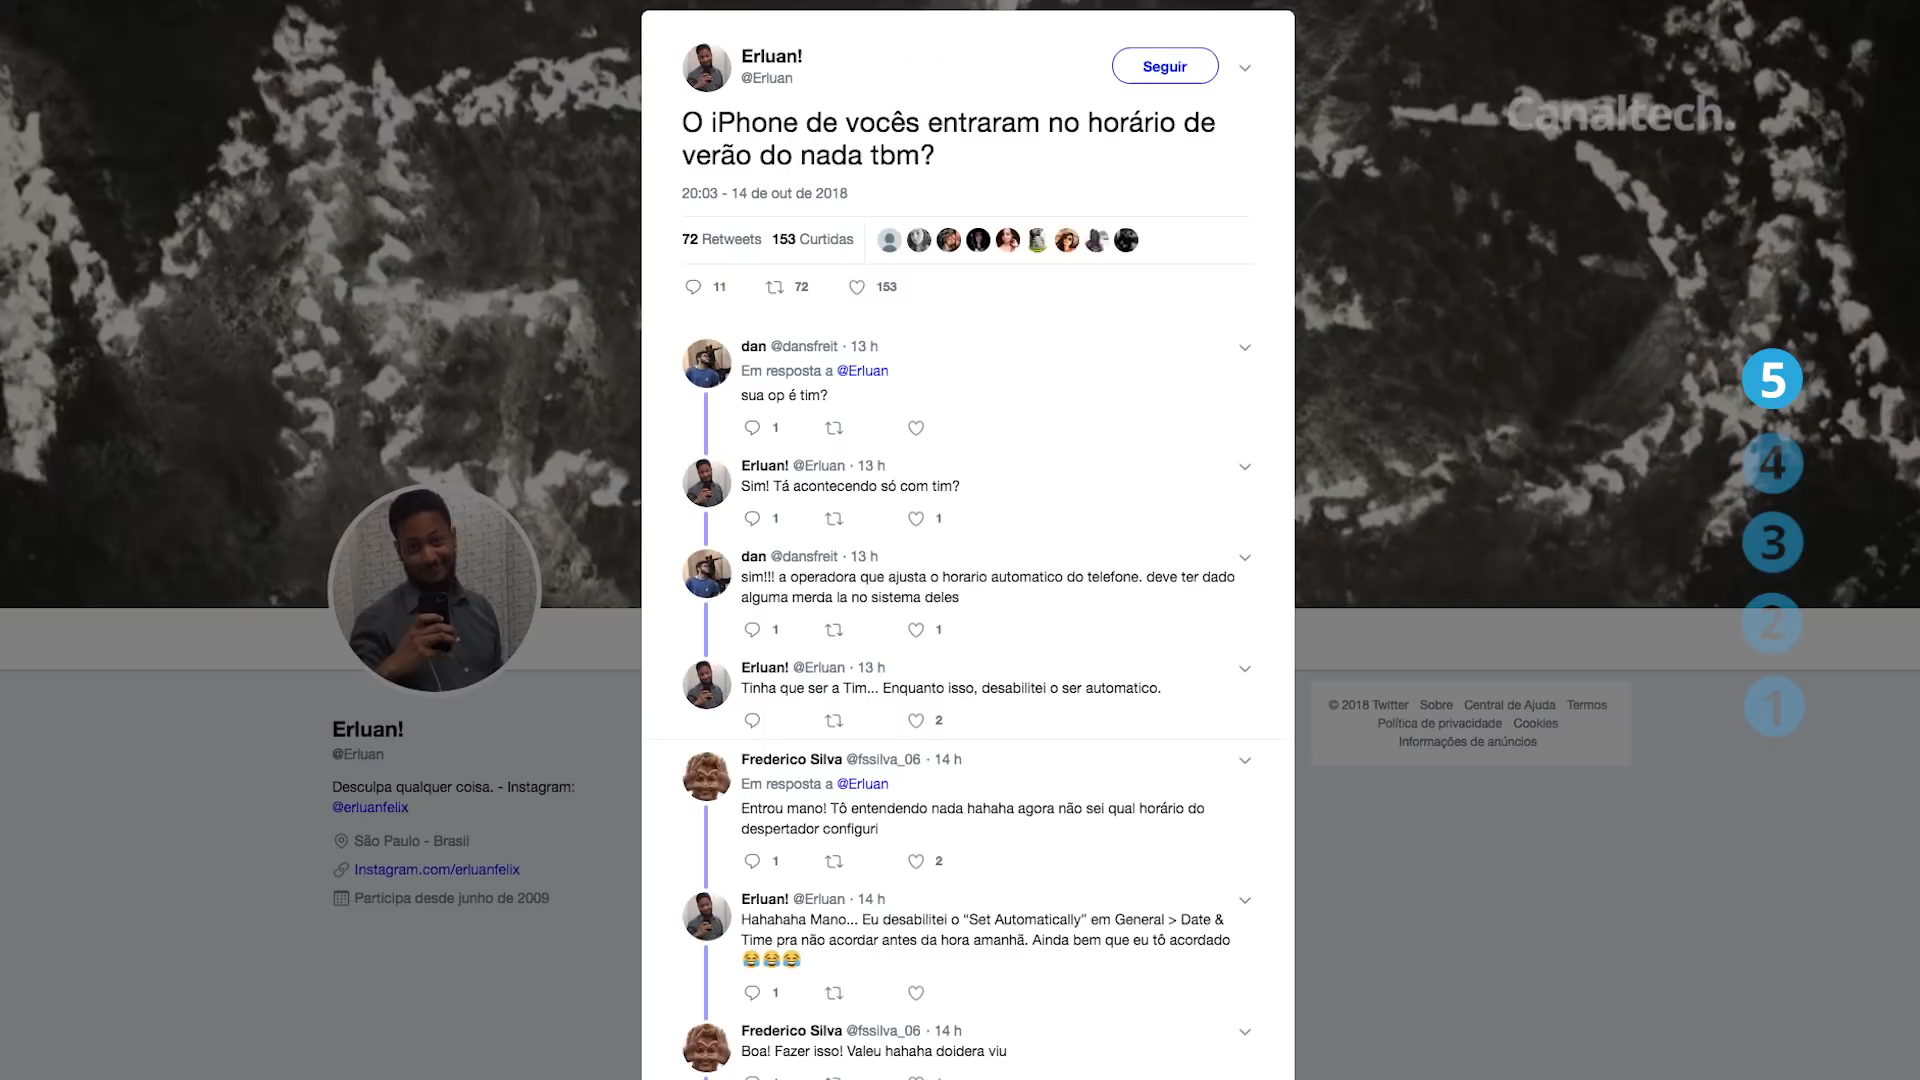 Erluan!
@Erluan
Seguir
O iPhone de vocês entraram no horário de
verão do nada tbm?
20:03 - 14 de out de 2018
72 Retweets 153 Curtidas
11 72 153
dan @dansfreit · 13 h
Em resposta a @Erluan
sua op é tim?
1
Erluan! @Erluan · 13 h
Sim! Tá acontecendo só com tim?
1 1
dan @dansfreit · 13 h
sim!!! a operadora que ajusta o horario automatico do telefone. deve ter dado
alguma merda la no sistema deles
1 1
Erluan! @Erluan · 13 h
Tinha que ser a Tim... Enquanto isso, desabilitei o ser automatico.
2
Frederico Silva @fssilva_06 · 14 h
Em resposta a @Erluan
Entrou mano! Tô entendendo nada hahaha agora não sei qual horário do
despertador configuri
1 2
Erluan! @Erluan · 14 h
Hahahaha Mano... Eu desabilitei o “Set Automatically” em General > Date &
Time pra não acordar antes da hora amanhã. Ainda bem que eu tô acordado
😂😂😂
1
Frederico Silva @fssilva_06 · 14 h
Boa! Fazer isso! Valeu hahaha doidera viu
Erluan!
@Erluan
Desculpa qualquer coisa. - Instagram:
@erluanfelix
São Paulo - Brasil
Instagram.com/erluanfelix
Participa desde junho de 2009
Canaltech.
5
4
3
2
1
© 2018 Twitter Sobre Central de Ajuda Termos
Política de privacidade Cookies
Informações de anúncios